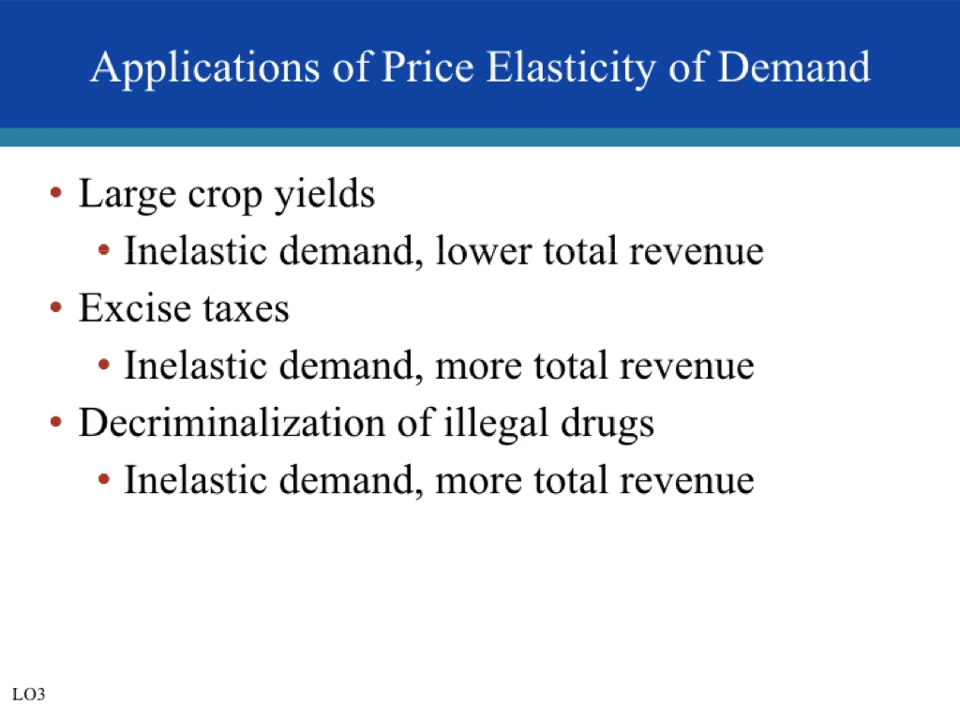 Applications of Price Elasticity of Demand
• Large crop yields
• Inelastic demand, lower total revenue
• Excise taxes
• Inelastic demand, more total revenue
• Decriminalization of illegal drugs
• Inelastic demand, more total revenue
LO3